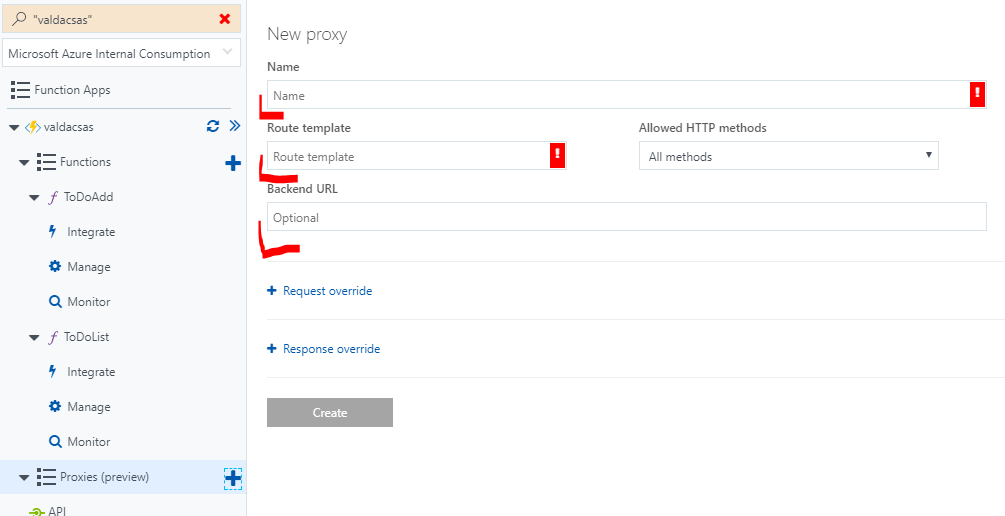 "valdacsas"
Microsoft Azure Internal Consumption
Function Apps
valdacsas
Functions
ToDoAdd
Integrate
Manage
Monitor
ToDoList
Integrate
Manage
Monitor
Proxies (preview)
API
New proxy
Name
Name
Route template
Allowed HTTP methods
Route template
All methods
Backend URL
Optional
Request override
Response override
Create